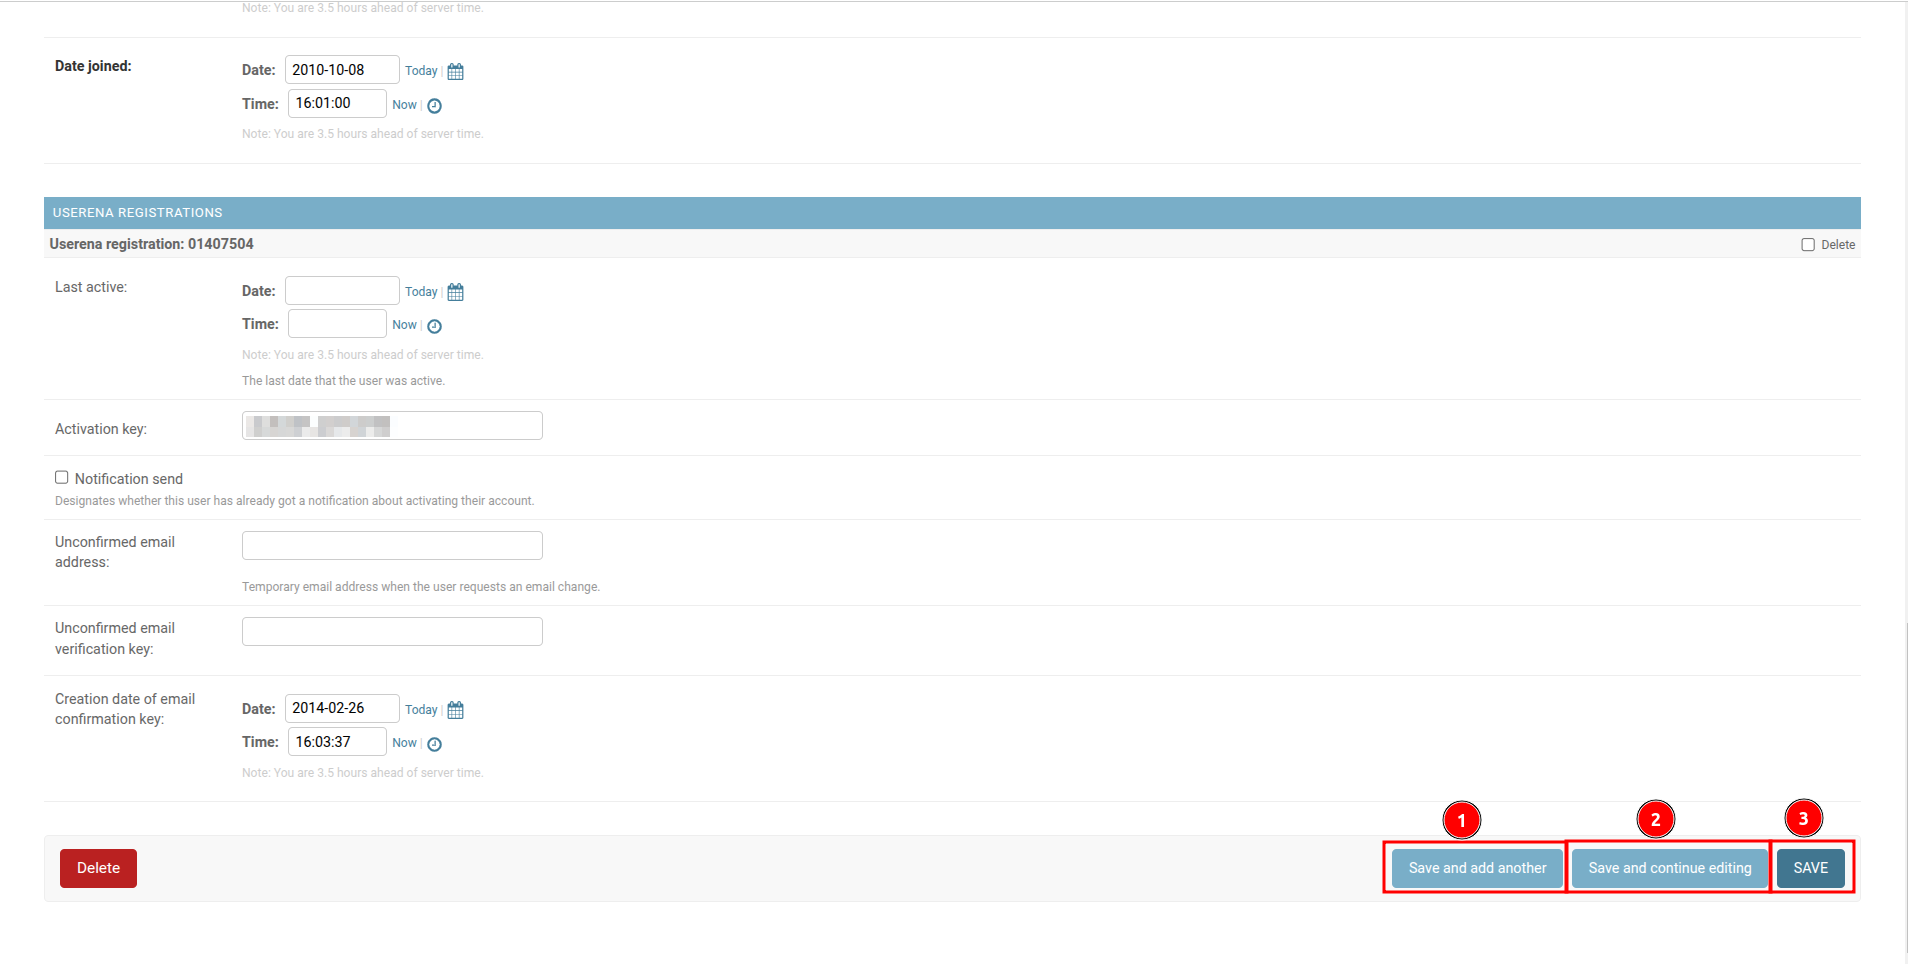 Note: You are 3.5 hours ahead of server time.
Date joined:
Date: 2010-10-08 Today |
Time: 16:01:00 Now |
Note: You are 3.5 hours ahead of server time.
USERENA REGISTRATIONS
Userena registration: 01407504 Delete
Last active:
Date: Today |
Time: Now |
Note: You are 3.5 hours ahead of server time.
The last date that the user was active.
Activation key:
Notification send
Designates whether this user has already got a notification about activating their account.
Unconfirmed email
address:
Temporary email address when the user requests an email change.
Unconfirmed email
verification key:
Creation date of email
confirmation key:
Date: 2014-02-26 Today |
Time: 16:03:37 Now |
Note: You are 3.5 hours ahead of server time.
1 2 3
Delete Save and add another Save and continue editing SAVE